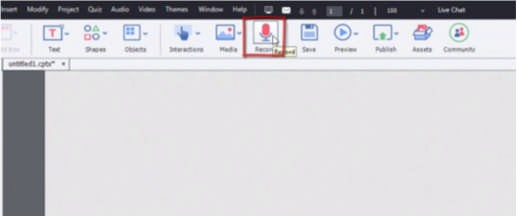 Insert Modify Project Quiz Audio Video Themes Window Help 1 / 1 100 Live Chat
Text Shapes Objects Interactions Media Record Save Preview Publish Assets Community
Record
untitled1.cptx* ×